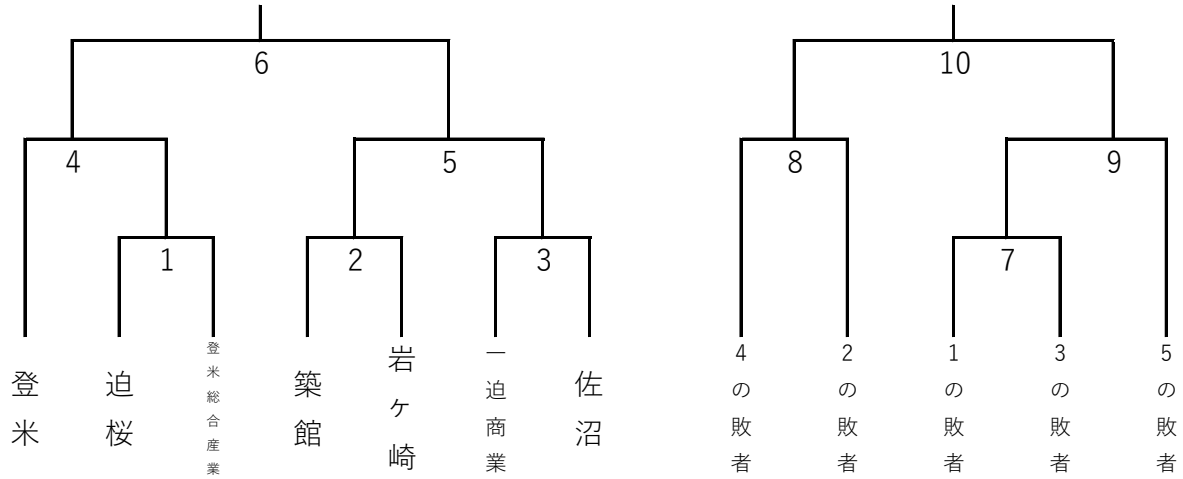 6
10
4
5
8
9
1
2
3
7
登米
迫桜
登米総合産業
築館
岩ヶ崎
一迫商業
佐沼
4の敗者
2の敗者
1の敗者
3の敗者
5の敗者